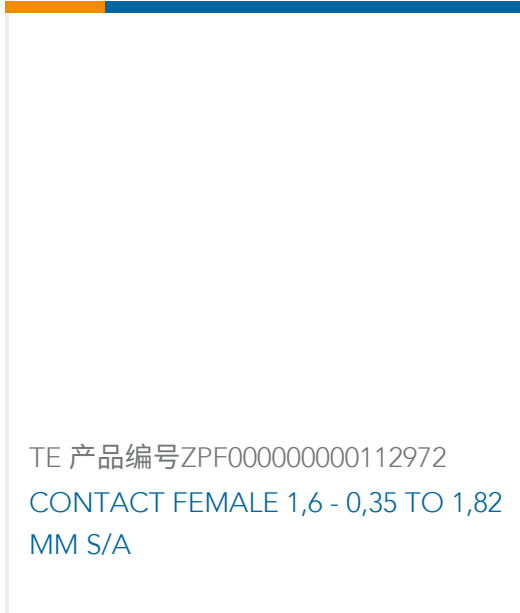 TE 产品编号ZPF000000000112972
CONTACT FEMALE 1,6 - 0,35 TO 1,82
MM S/A